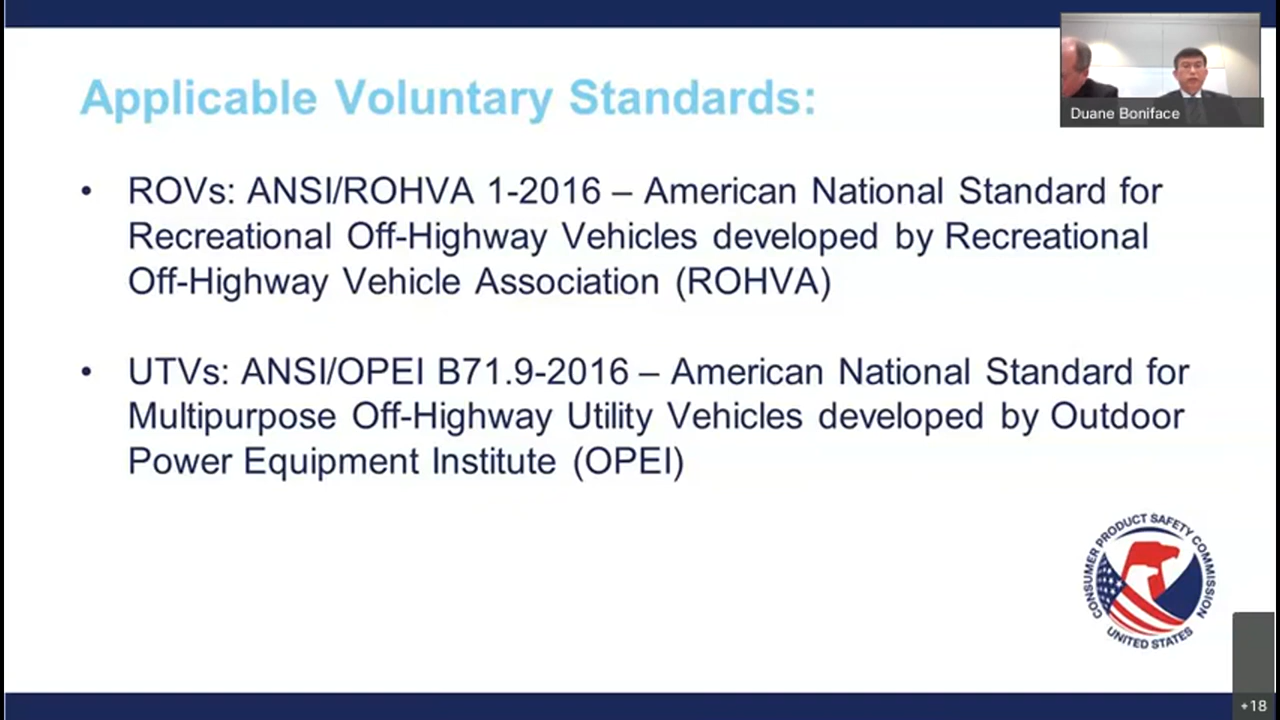 Applicable Voluntary Standards:
Duane Boniface
• ROVs: ANSI/ROHVA 1-2016 – American National Standard for
Recreational Off-Highway Vehicles developed by Recreational
Off-Highway Vehicle Association (ROHVA)
• UTVs: ANSI/OPEI B71.9-2016 – American National Standard for
Multipurpose Off-Highway Utility Vehicles developed by Outdoor
Power Equipment Institute (OPEI)
CONSUMER PRODUCT SAFETY COMMISSION
UNITED STATES
+18